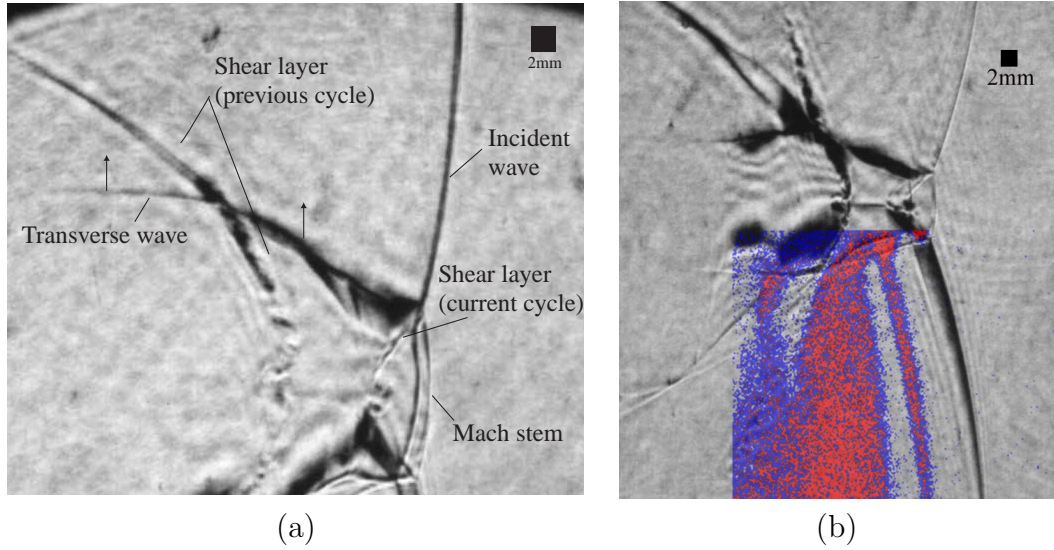 2mm
Shear layer
(previous cycle)
Incident
wave
Transverse wave
Shear layer
(current cycle)
Mach stem
(a)
2mm
(b)